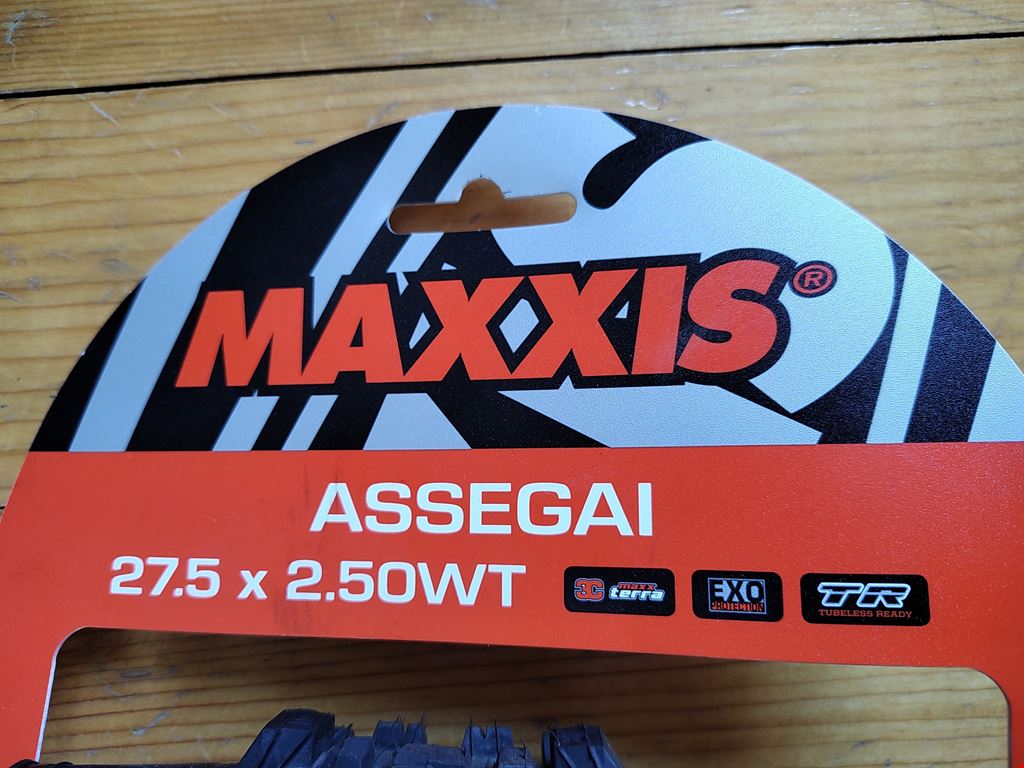 MAXXIS®
ASSEGAI
27.5 x 2.50WT
3C maxx terra
EXO PROTECTION
TR TUBELESS READY